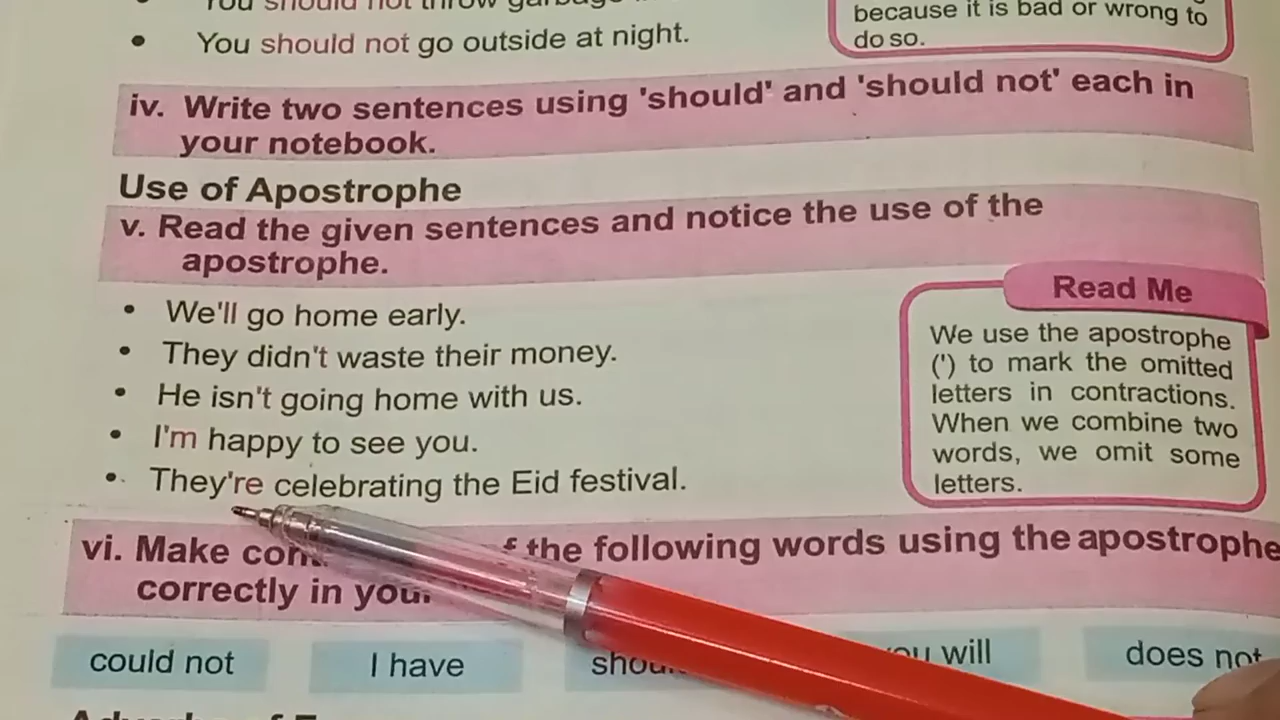 You should not throw
because it is bad or wrong to
do so.
• You should not go outside at night.
iv. Write two sentences using 'should' and 'should not' each in
your notebook.
Use of Apostrophe
v. Read the given sentences and notice the use of the
apostrophe.
• We'll go home early.
• They didn't waste their money.
• He isn't going home with us.
• I'm happy to see you.
• They're celebrating the Eid festival.
Read Me
We use the apostrophe
(') to mark the omitted
letters in contractions.
When we combine two
words, we omit some
letters.
vi. Make the following words using the apostrophe
correctly in
could not
I have
will
does not